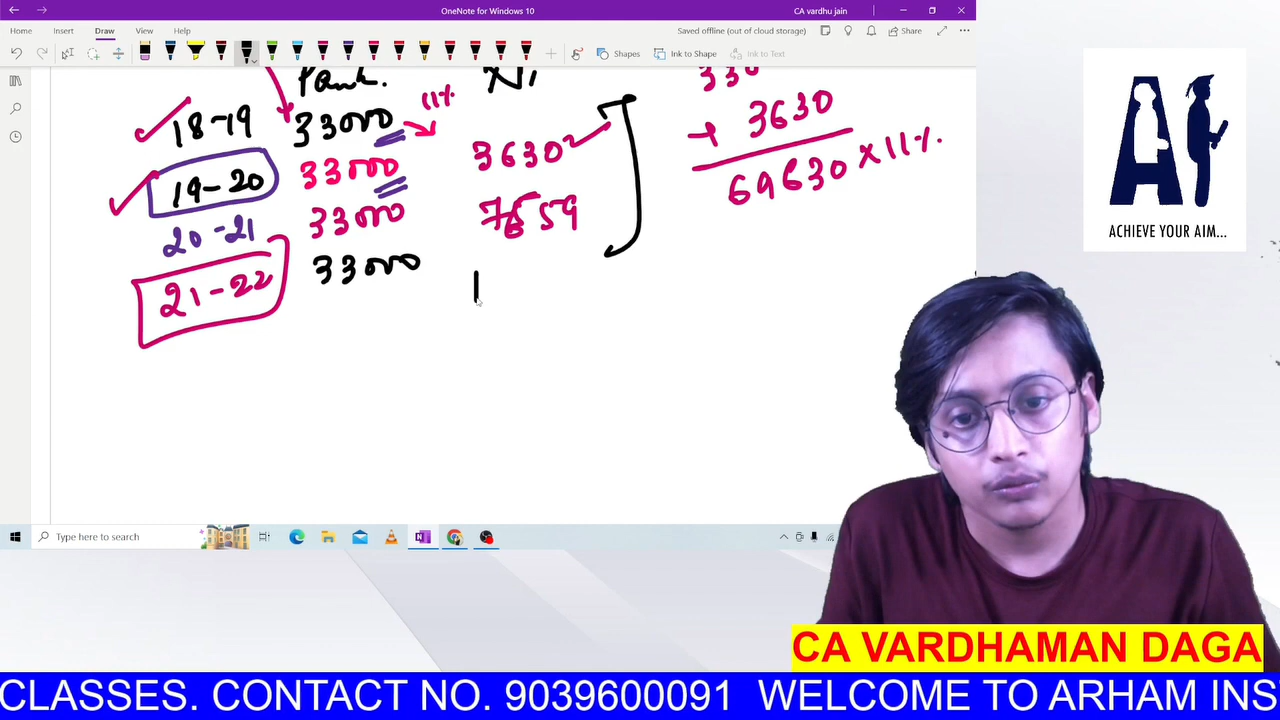 OneNote for Windows 10
CA vardhu jain
Home Insert Draw View Help
Saved offline (out of cloud storage)
Share
Shapes
Ink to Shape
Ink to Text
18-19 33000 11%
3630
19-20 33000
3630
+ 3630
69630 × 11%
20-21 33000 7659
21-22 33000
ACHIEVE YOUR AIM...
Type here to search
CA VARDHAMAN DAGA
CLASSES. CONTACT NO. 9039600091 WELCOME TO ARHAM INS